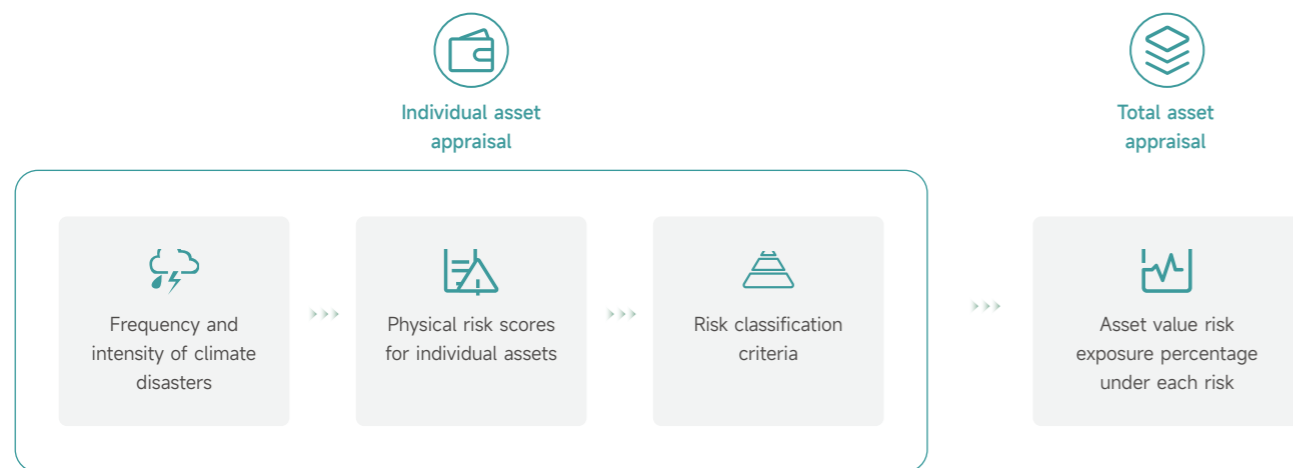 Individual asset
appraisal
Total asset
appraisal
Frequency and
intensity of climate
disasters
Physical risk scores
for individual assets
Risk classification
criteria
Asset value risk
exposure percentage
under each risk